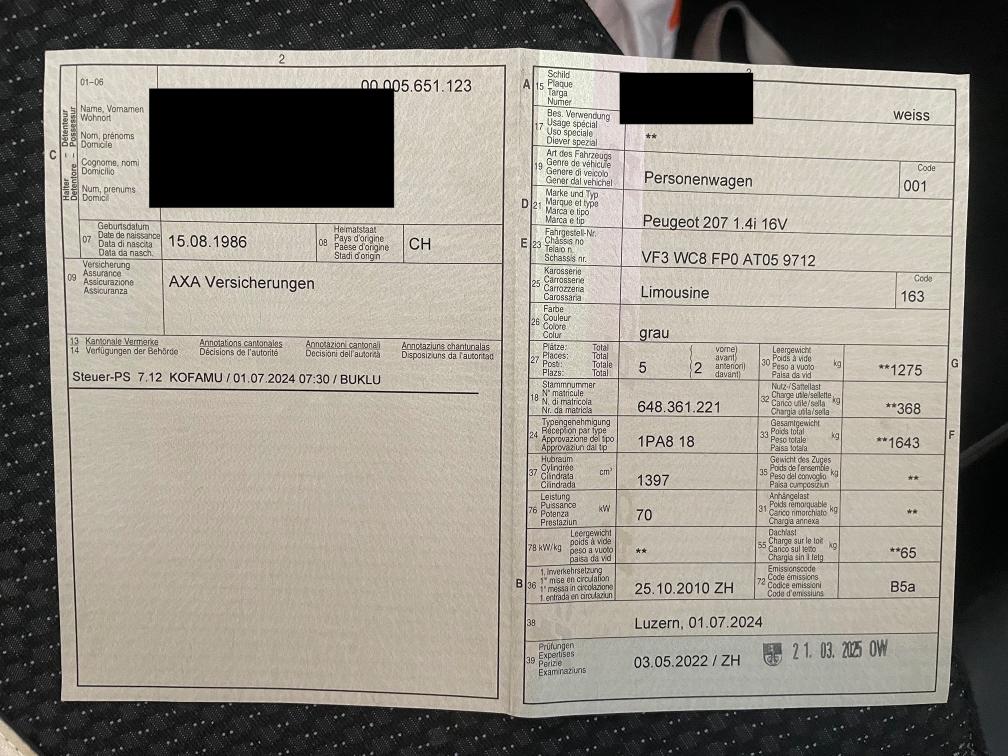 2
01-06
00.005.651.123
Halter – Détenteur
Detentore – Possessur
C
Name, Vornamen
Wohnort
Nom, prénoms
Domicile
Cognome, nomi
Domicilio
Num, prenums
Domicil
07
Geburtsdatum
Date de naissance
Data di nascita
Data da nasch.
15.08.1986
08
Heimatstaat
Pays d'origine
Paese d'origine
Stadi d'origin
CH
09
Versicherung
Assurance
Assicurazione
Assicuranza
AXA Versicherungen
13 Kantonale Vermerke Annotations cantonales Annotazioni cantonali Annotaziuns chantunalas
14 Verfügungen der Behörde Décisions de l'autorité Decisioni dell'autorità Disposiziuns da l'autoritad
Steuer-PS 7.12 KOFAMU / 01.07.2024 07:30 / BUKLU
A 15
Schild
Plaque
Targa
Numer
weiss
17
Bes. Verwendung
Usage spécial
Uso speciale
Diever spezial
**
19
Art des Fahrzeugs
Genre de véhicule
Genere di veicolo
Gener dal vehichel
Personenwagen
Code
001
D 21
Marke und Typ
Marque et type
Marca e tipo
Marca e tip
Peugeot 207 1.4i 16V
E 23
Fahrgestell-Nr.
Châssis no
Telaio n.
Schassis nr.
VF3 WC8 FP0 AT05 9712
25
Karosserie
Carrosserie
Carrozzeria
Carossaria
Limousine
Code
163
26
Farbe
Couleur
Colore
Colur
grau
27
Plätze: Total
Places: Total
Posti: Totale
Plazs: Total
5
2
vorne)
avant)
anteriori)
davant)
30
Leergewicht
Poids à vide
Peso a vuoto
Paisa da vid
kg
**1275
G
18
Stammnummer
N° matricule
N. di matricola
Nr. da matricla
648.361.221
32
Nutz-/Sattellast
Charge utile/sellette
Carico utile/sella
Chargia utila/sella
kg
**368
24
Typengenehmigung
Réception par type
Approvazione del tipo
Approvaziun dal tip
1PA8 18
33
Gesamtgewicht
Poids total
Peso totale
Paisa totala
kg
**1643
F
37
Hubraum
Cylindrée
Cilindrata
Cilindrada
cm³
1397
35
Gewicht des Zuges
Poids de l'ensemble
Peso del convoglio
Paisa cumposiziun
kg
**
76
Leistung
Puissance
Potenza
Prestaziun
kW
70
31
Anhängelast
Poids remorquable
Carico rimorchiato
Chargia annexa
kg
**
78 kW/kg
Leergewicht
poids à vide
peso a vuoto
paisa da vid
**
55
Dachlast
Charge sur le toit
Carico sul tetto
Chargia sin il tetg
kg
**65
B 36
1. Inverkehrsetzung
1re mise en circulation
1a messa in circolazione
1. entrada en circulaziun
25.10.2010 ZH
72
Emissionscode
Code émissions
Codice emissioni
Code d'emissiuns
B5a
38
Luzern, 01.07.2024
39
Prüfungen
Expertises
Perizie
Examinaziuns
03.05.2022 / ZH
21. 03. 2025 OW